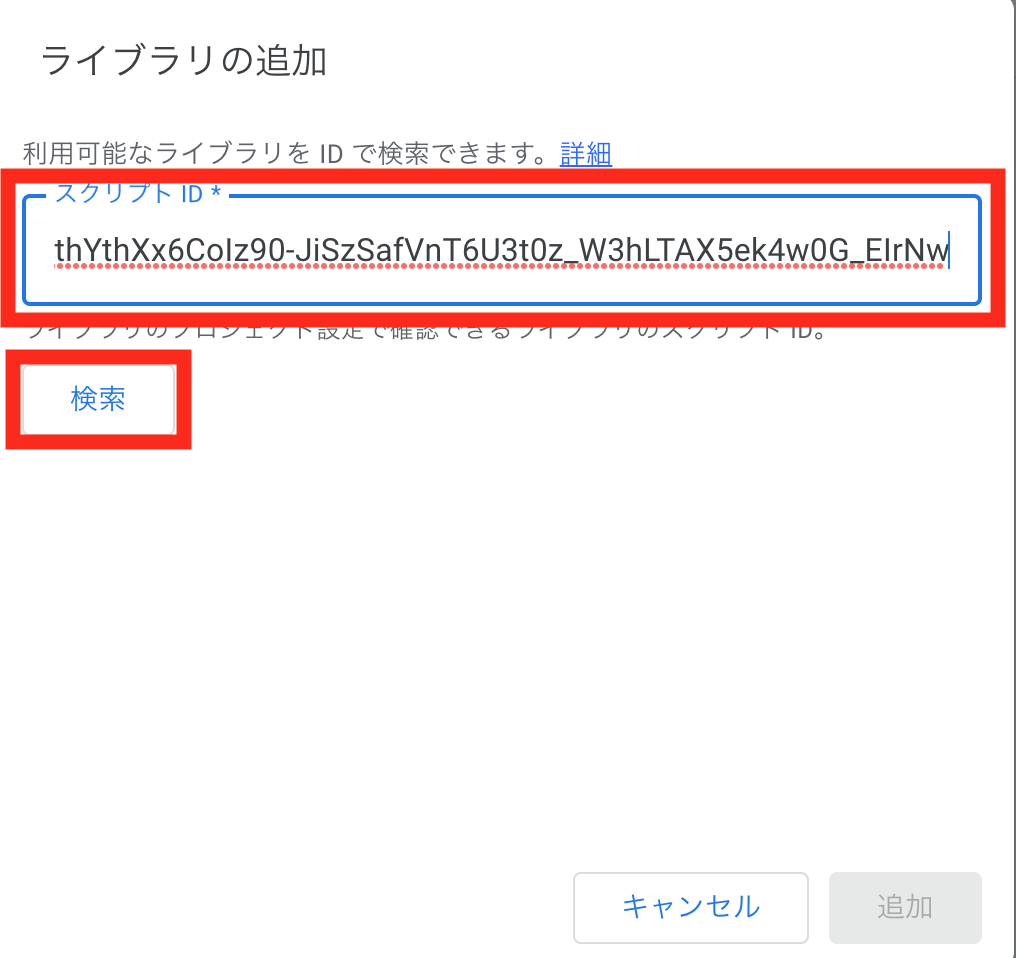 ライブラリの追加
利用可能なライブラリを ID で検索できます。詳細
スクリプト ID *
thYthXx6CoIz90-JiSzSafVnT6U3t0z_W3hLTAX5ek4w0G_EIrNw
ライブラリのプロジェクト設定で確認できるライブラリのスクリプト ID。
検索
キャンセル
追加